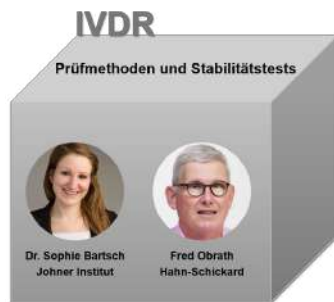 IVDR
Prüfmethoden und Stabilitätstests
Dr. Sophie Bartsch
Johner Institut
Fred Obrath
Hahn-Schickard